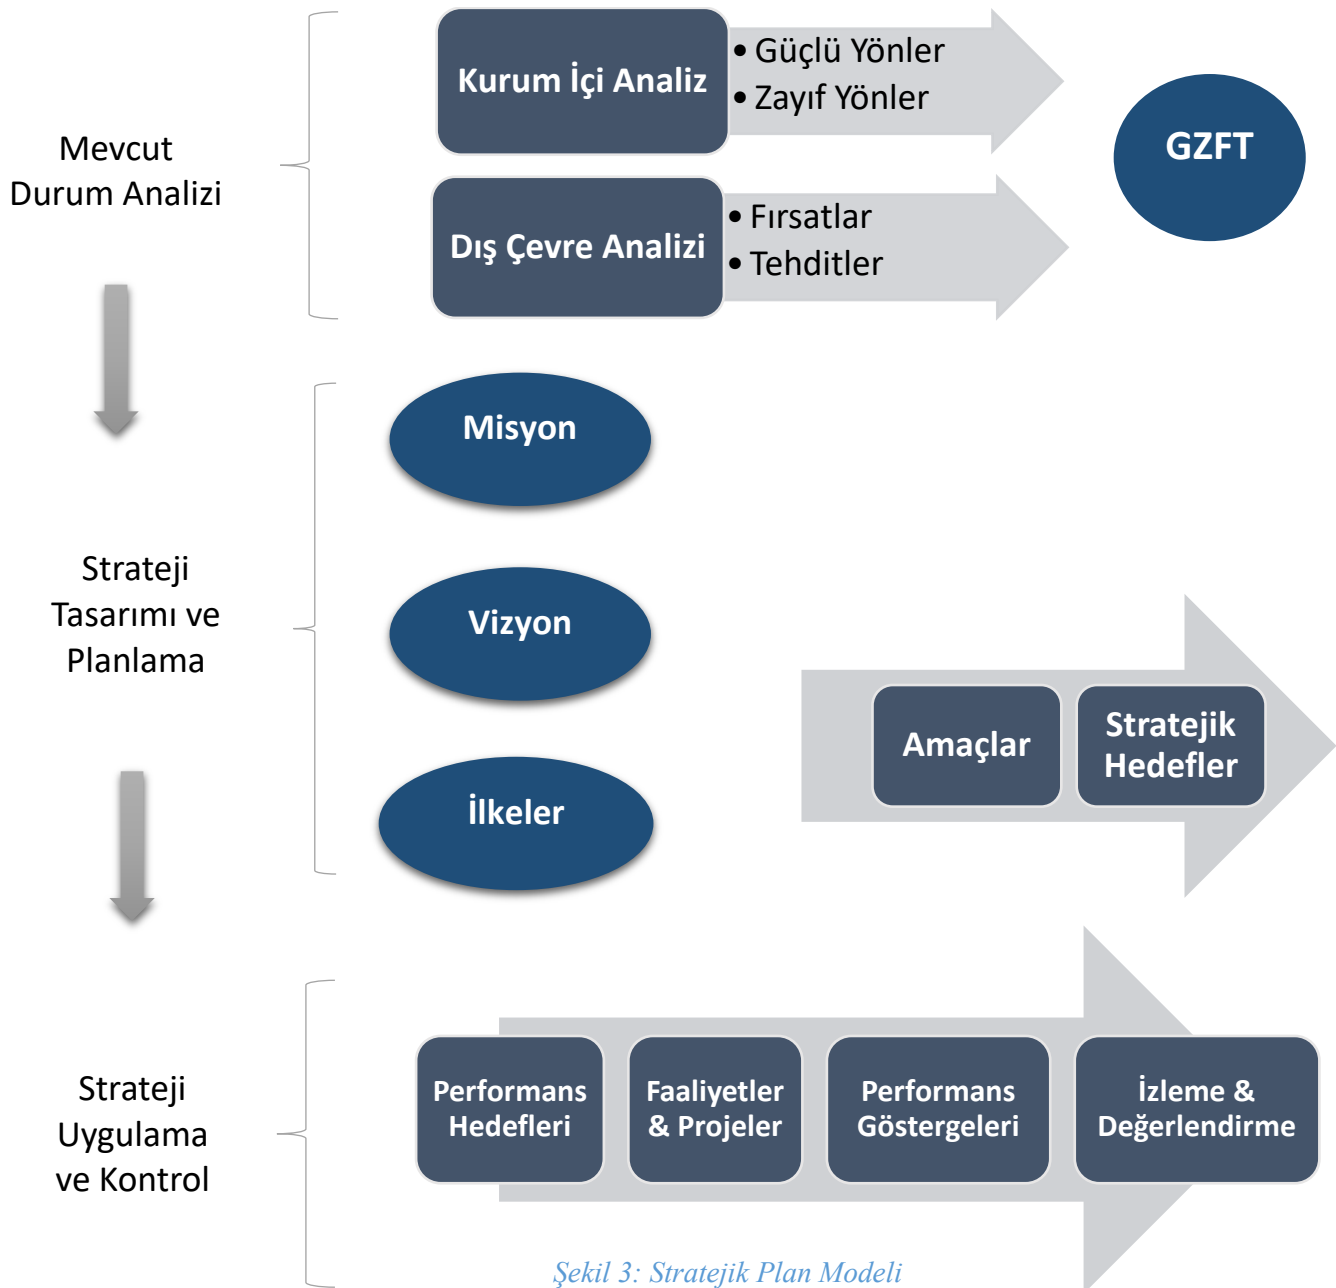 Mevcut
Durum Analizi
Kurum İçi Analiz
• Güçlü Yönler
• Zayıf Yönler
Dış Çevre Analizi
• Fırsatlar
• Tehditler
GZFT
Strateji
Tasarımı ve
Planlama
Misyon
Vizyon
İlkeler
Amaçlar
Stratejik
Hedefler
Strateji
Uygulama
ve Kontrol
Performans
Hedefleri
Faaliyetler
& Projeler
Performans
Göstergeleri
İzleme &
Değerlendirme
Şekil 3: Stratejik Plan Modeli